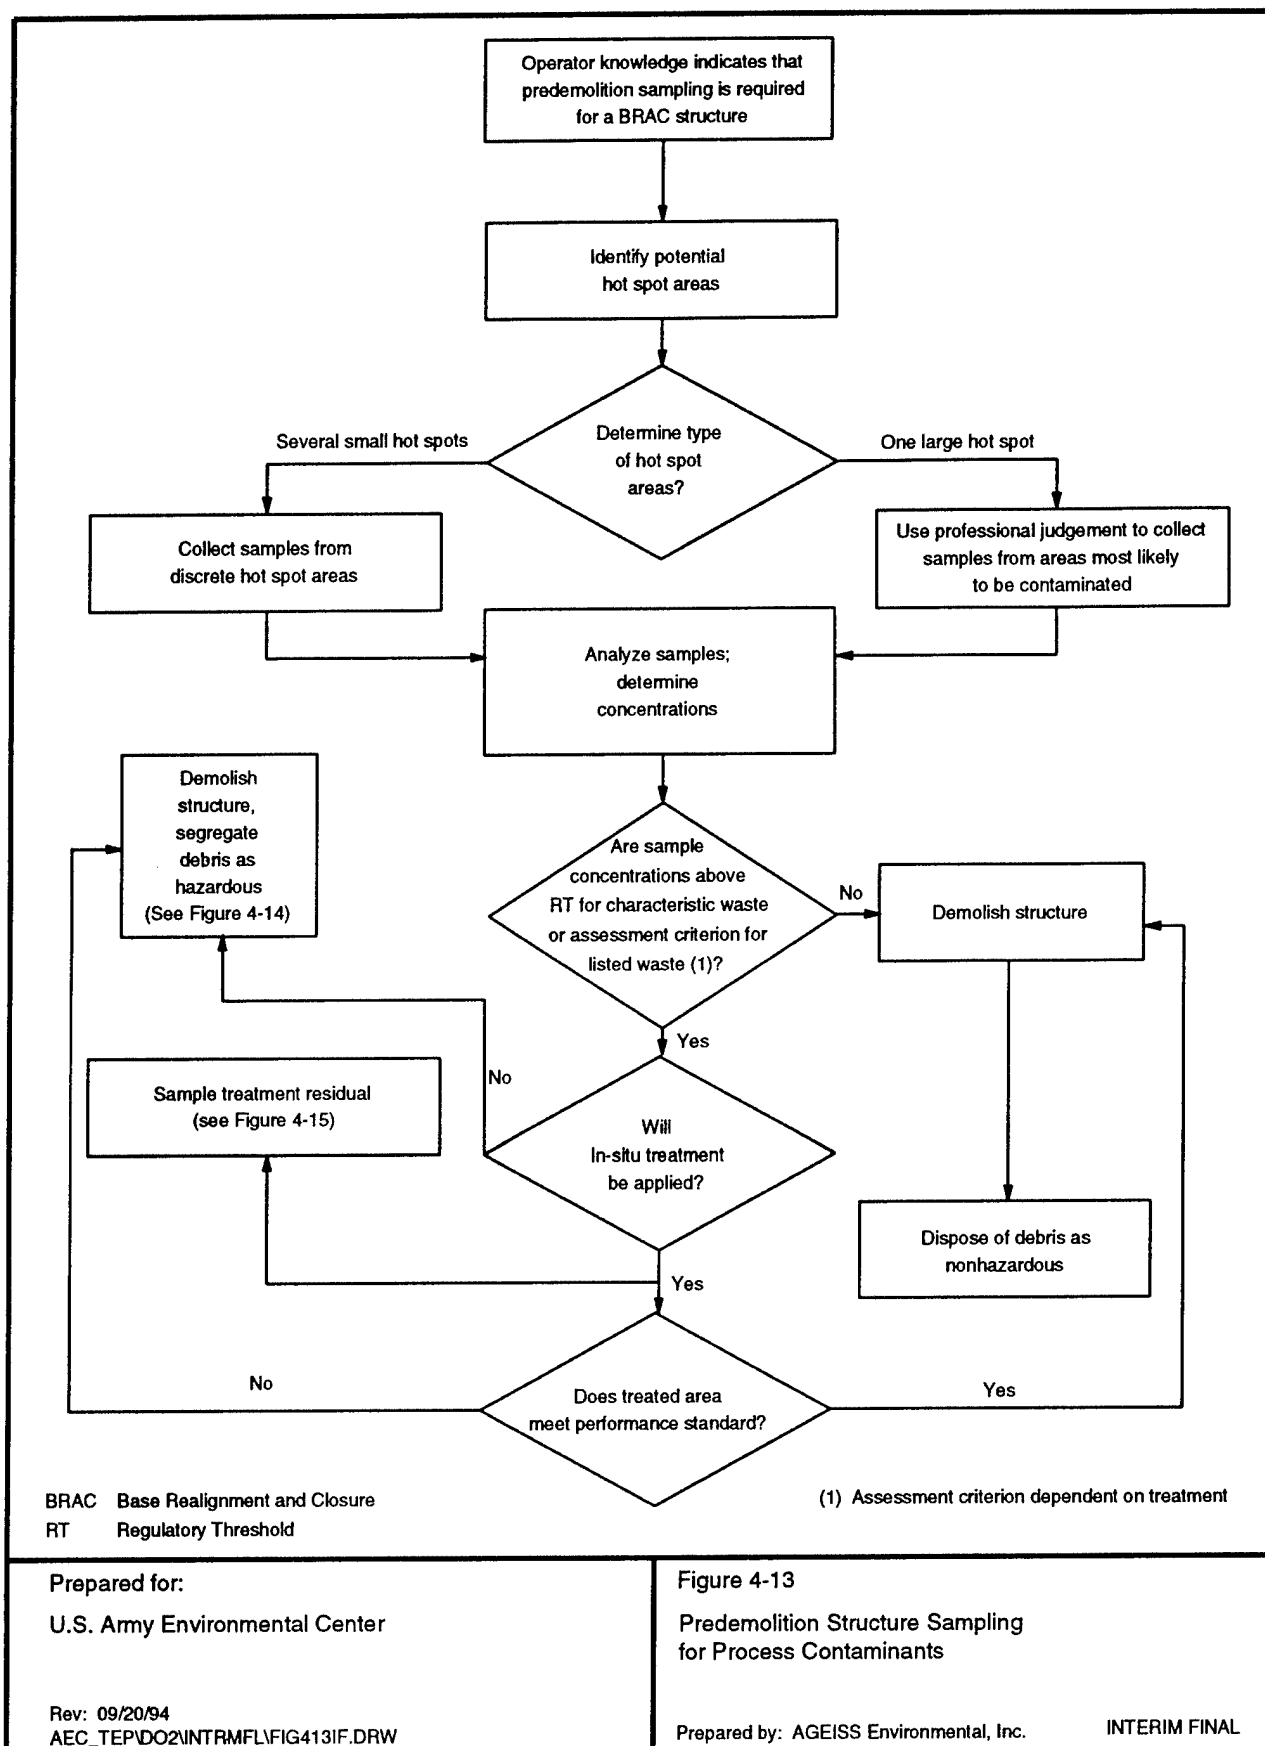 Operator knowledge indicates that
predemolition sampling is required
for a BRAC structure
Identify potential
hot spot areas
Several small hot spots
Determine type
of hot spot
areas?
One large hot spot
Collect samples from
discrete hot spot areas
Use professional judgement to collect
samples from areas most likely
to be contaminated
Analyze samples;
determine
concentrations
Demolish
structure,
segregate
debris as
hazardous
(See Figure 4-14)
Are sample
concentrations above
RT for characteristic waste
or assessment criterion for
listed waste (1)?
No
Demolish structure
Yes
No
Sample treatment residual
(see Figure 4-15)
Will
In-situ treatment
be applied?
Dispose of debris as
nonhazardous
Yes
No
Does treated area
meet performance standard?
Yes
BRAC Base Realignment and Closure
RT Regulatory Threshold
(1) Assessment criterion dependent on treatment
Prepared for:
U.S. Army Environmental Center
Rev: 09/20/94
AEC_TEP\DO2\INTRMFL\FIG413IF.DRW
Figure 4-13
Predemolition Structure Sampling
for Process Contaminants
Prepared by: AGEISS Environmental, Inc.
INTERIM FINAL